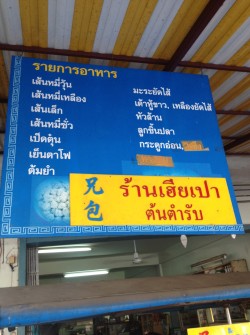 รายการอาหาร
เส้นหมี่วุ้น
เส้นหมี่เหลือง
เส้นเล็ก
เส้นหมี่ซั่ว
เป็ดตุ๋น
เย็นตาโฟ
ต้มยำ
มะระยัดไส้
เต้าหู้ขาว, เหลืองยัดไส้
หัวล้าน
ลูกชิ้นปลา
กระดูกอ่อน,
兄包
ร้านเฮียเปา
ต้นตำรับ